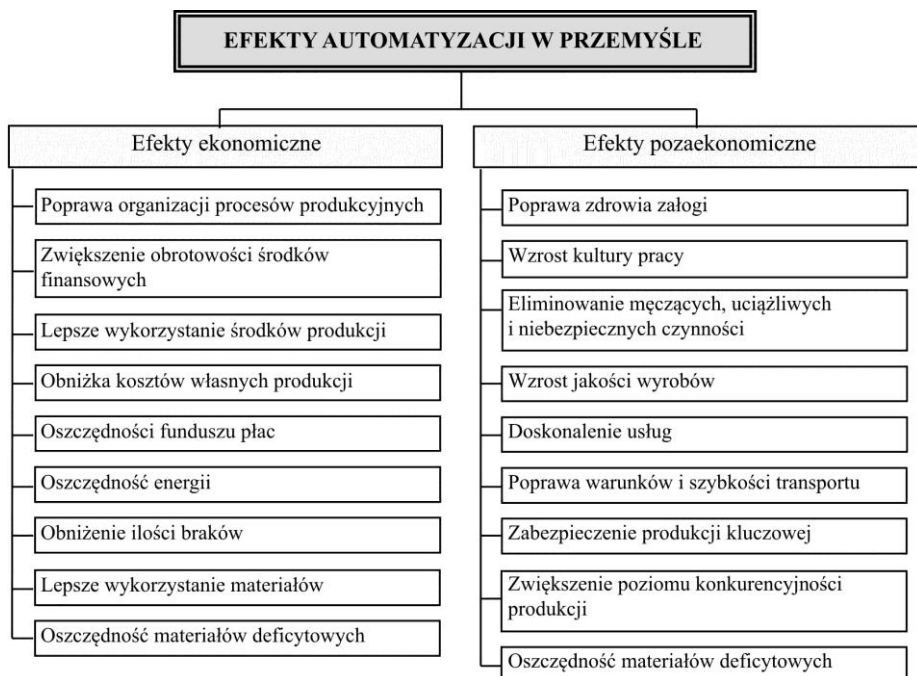 EFEKTY AUTOMATYZACJI W PRZEMYŚLE
Efekty ekonomiczne
Poprawa organizacji procesów produkcyjnych
Zwiększenie obrotowości środków
finansowych
Lepsze wykorzystanie środków produkcji
Obniżka kosztów własnych produkcji
Oszczędności funduszu płac
Oszczędność energii
Obniżenie ilości braków
Lepsze wykorzystanie materiałów
Oszczędność materiałów deficytowych
Efekty pozaekonomiczne
Poprawa zdrowia załogi
Wzrost kultury pracy
Eliminowanie męczących, uciążliwych
i niebezpiecznych czynności
Wzrost jakości wyrobów
Doskonalenie usług
Poprawa warunków i szybkości transportu
Zabezpieczenie produkcji kluczowej
Zwiększenie poziomu konkurencyjności
produkcji
Oszczędność materiałów deficytowych